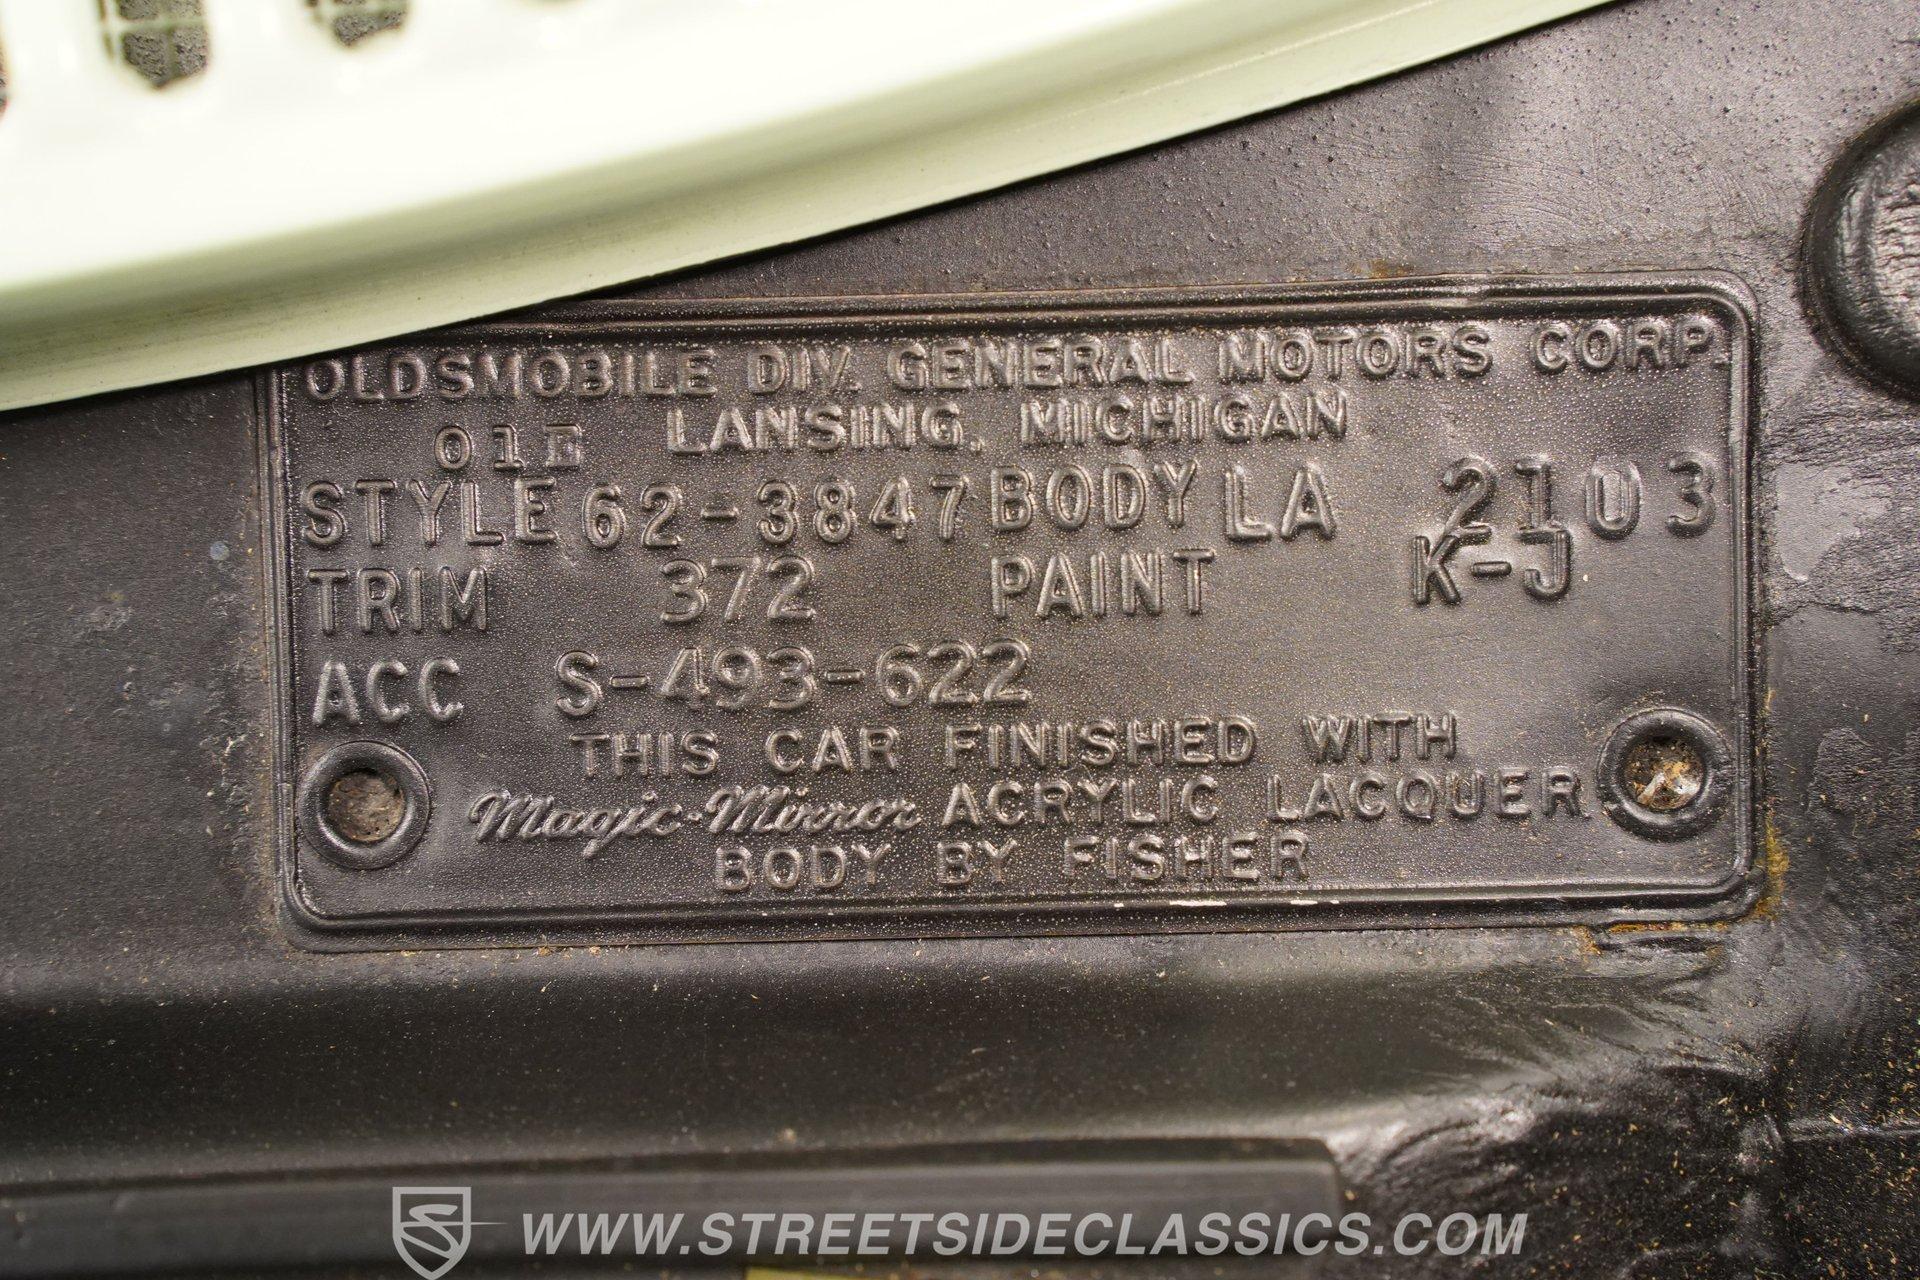 OLDSMOBILE DIV. GENERAL MOTORS CORP.
01E LANSING, MICHIGAN
STYLE 62-3847 BODY LA 2103
TRIM 372 PAINT K-J
ACC S-493-622
THIS CAR FINISHED WITH
Magic-Mirror ACRYLIC LACQUER
BODY BY FISHER
WWW.STREETSIDECLASSICS.COM